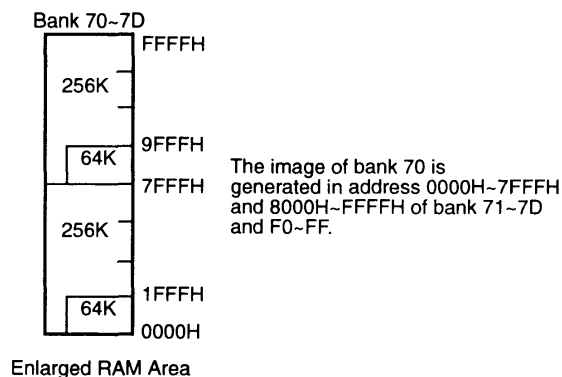 Bank 70~7D
FFFFH
256K
9FFFH
64K
7FFFH
The image of bank 70 is
generated in address 0000H~7FFFH
and 8000H~FFFFH of bank 71~7D
and F0~FF.
256K
1FFFH
64K
0000H
Enlarged RAM Area